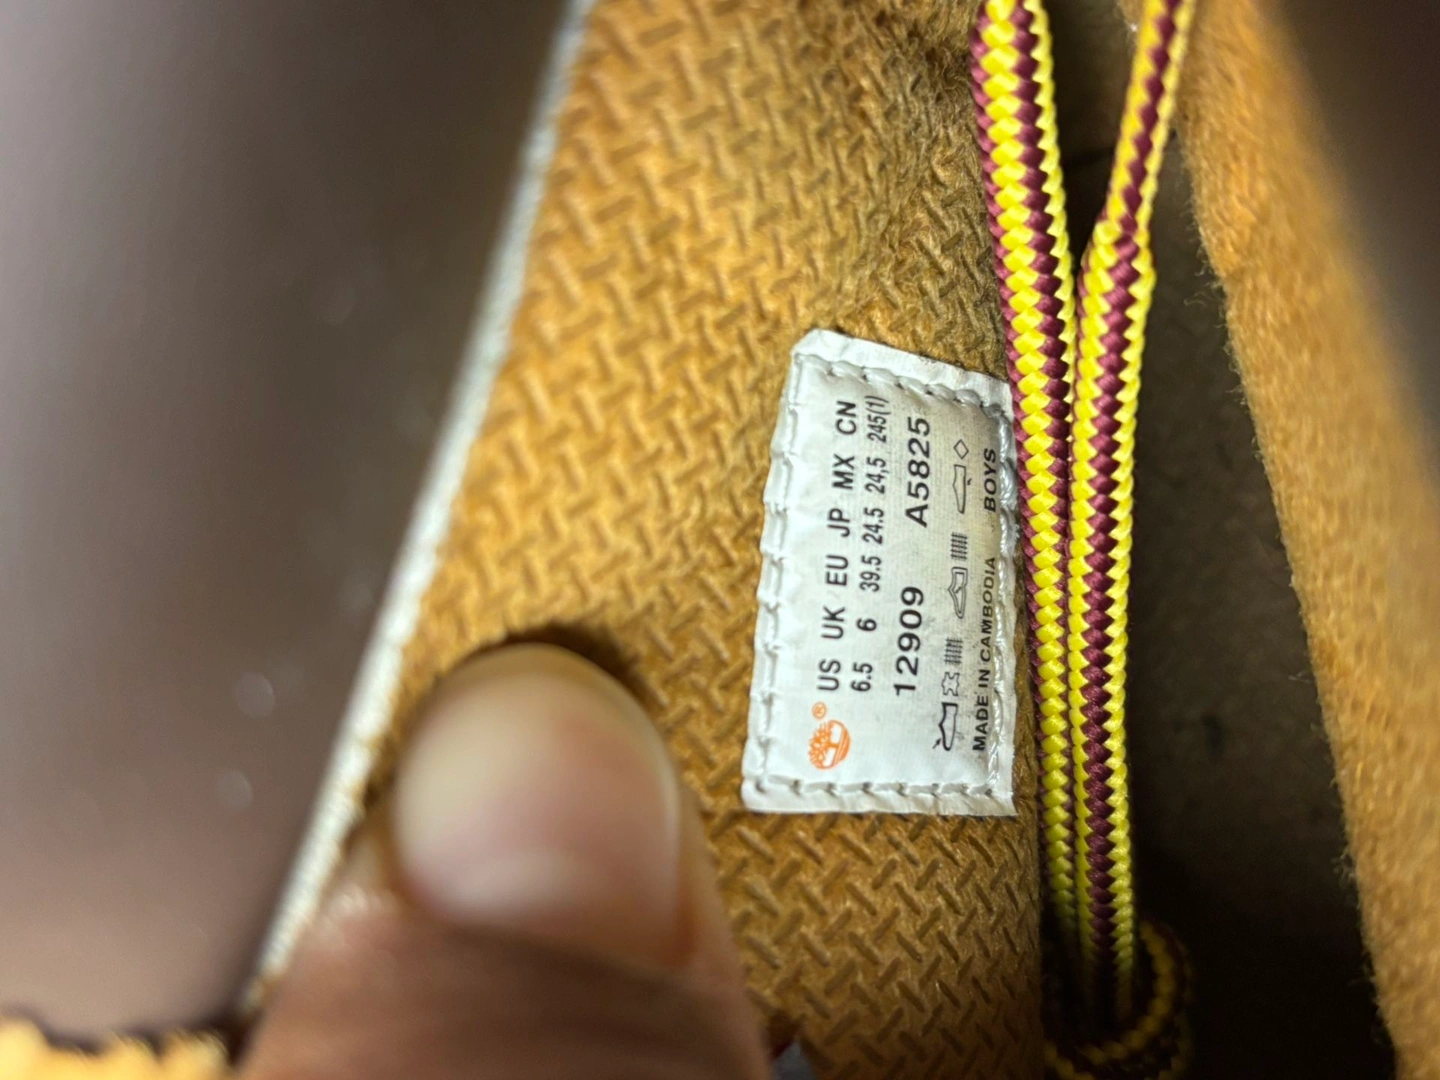 ®
US UK EU JP MX CN
6.5 6 39.5 24.5 24,5 245(1)
12909 A5825
BOYS
MADE IN CAMBODIA